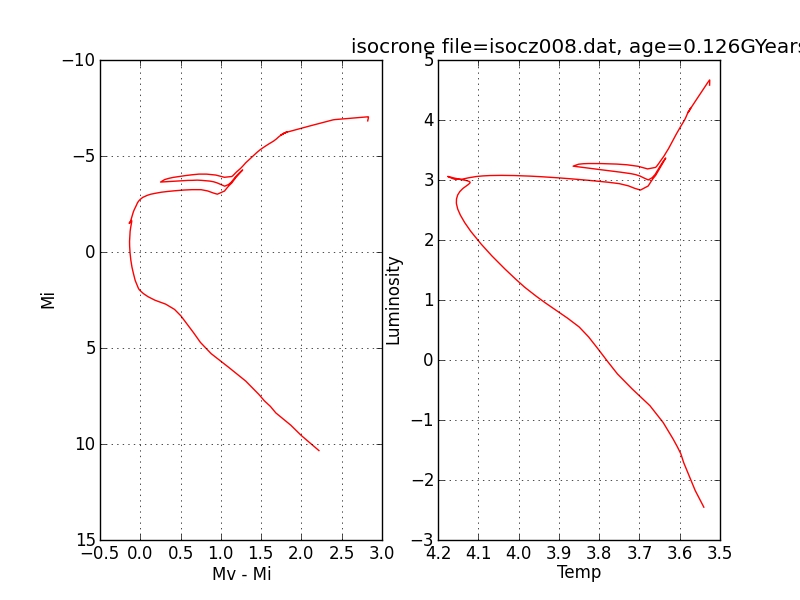 isocrone file=isocz008.dat, age=0.126GYears
−10
−5
0
5
10
15
−0.5 0.0 0.5 1.0 1.5 2.0 2.5 3.0
Mv - Mi
Mi
5
4
3
2
1
0
−1
−2
−3
4.2 4.1 4.0 3.9 3.8 3.7 3.6 3.5
Temp
Luminosity